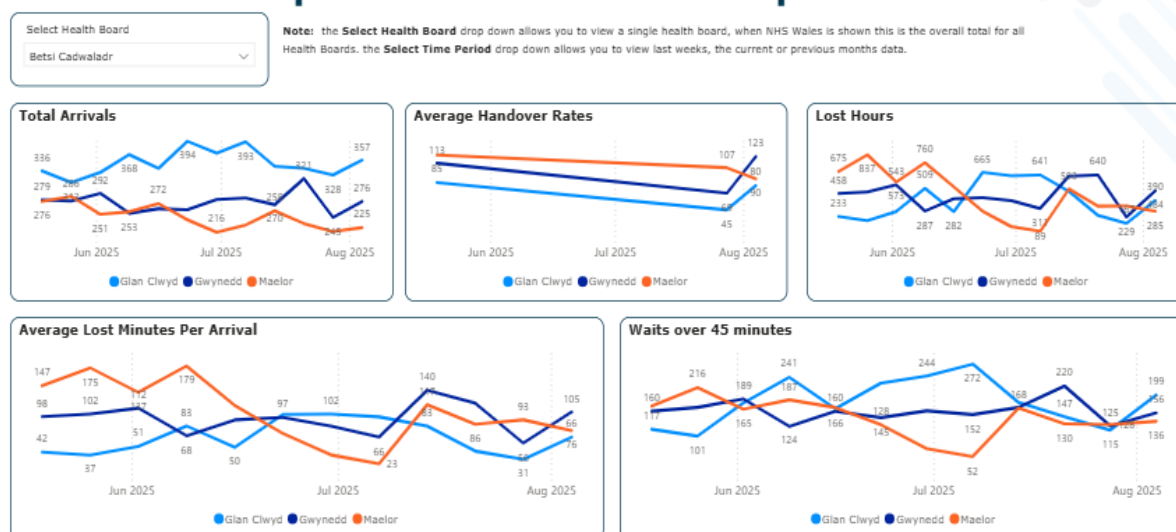 Select Health Board
Betsi Cadwaladr
Note: the Select Health Board drop down allows you to view a single health board, when NHS Wales is shown this is the overall total for all
Health Boards. the Select Time Period drop down allows you to view last weeks, the current or previous months data.
Total Arrivals
336 279 276 292 251 368 253 272 394 216 393 258 270 321 328 249 357 276 225
Jun 2025 Jul 2025 Aug 2025
Glan Clwyd Gwynedd Maelor
Average Handover Rates
113 85 107 45 123 80 90
Jun 2025 Jul 2025 Aug 2025
Glan Clwyd Gwynedd Maelor
Lost Hours
675 458 233 837 543 573 760 509 287 282 665 641 89 640 229 390 285
Jun 2025 Jul 2025 Aug 2025
Glan Clwyd Gwynedd Maelor
Average Lost Minutes Per Arrival
147 98 42 175 102 37 112 51 179 83 68 50 97 102 66 23 140 86 93 31 105 66 76
Jun 2025 Jul 2025 Aug 2025
Glan Clwyd Gwynedd Maelor
Waits over 45 minutes
160 117 216 101 189 165 241 187 124 160 166 128 145 244 272 152 52 168 220 147 130 125 115 199 136
Jun 2025 Jul 2025 Aug 2025
Glan Clwyd Gwynedd Maelor